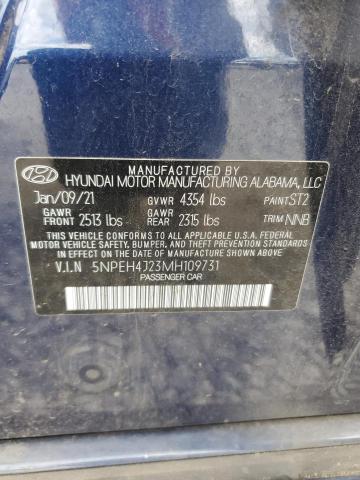 MANUFACTURED BY
HYUNDAI MOTOR MANUFACTURING ALABAMA, LLC
Jan/09/21 GVWR 4354 lbs PAINT ST2
GAWR FRONT 2513 lbs GAWR REAR 2315 lbs TRIM NNB
THIS VEHICLE CONFORMS TO ALL APPLICABLE U.S.A. FEDERAL MOTOR VEHICLE
SAFETY, BUMPER, AND THEFT PREVENTION STANDARDS IN
EFFECT ON THE DATE OF MANUFACTURE SHOWN ABOVE.
V.I.N 5NPEH4J23MH109731
PASSENGER CAR